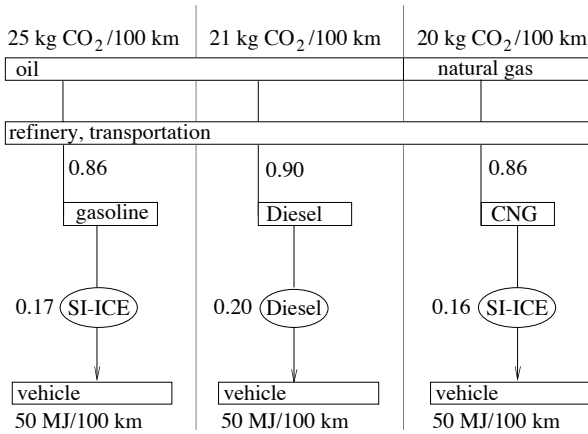 25 kg CO₂/100 km 21 kg CO₂/100 km 20 kg CO₂/100 km
oil natural gas
refinery, transportation
0.86 0.90 0.86
gasoline Diesel CNG
0.17 SI-ICE 0.20 Diesel 0.16 SI-ICE
vehicle vehicle vehicle
50 MJ/100 km 50 MJ/100 km 50 MJ/100 km